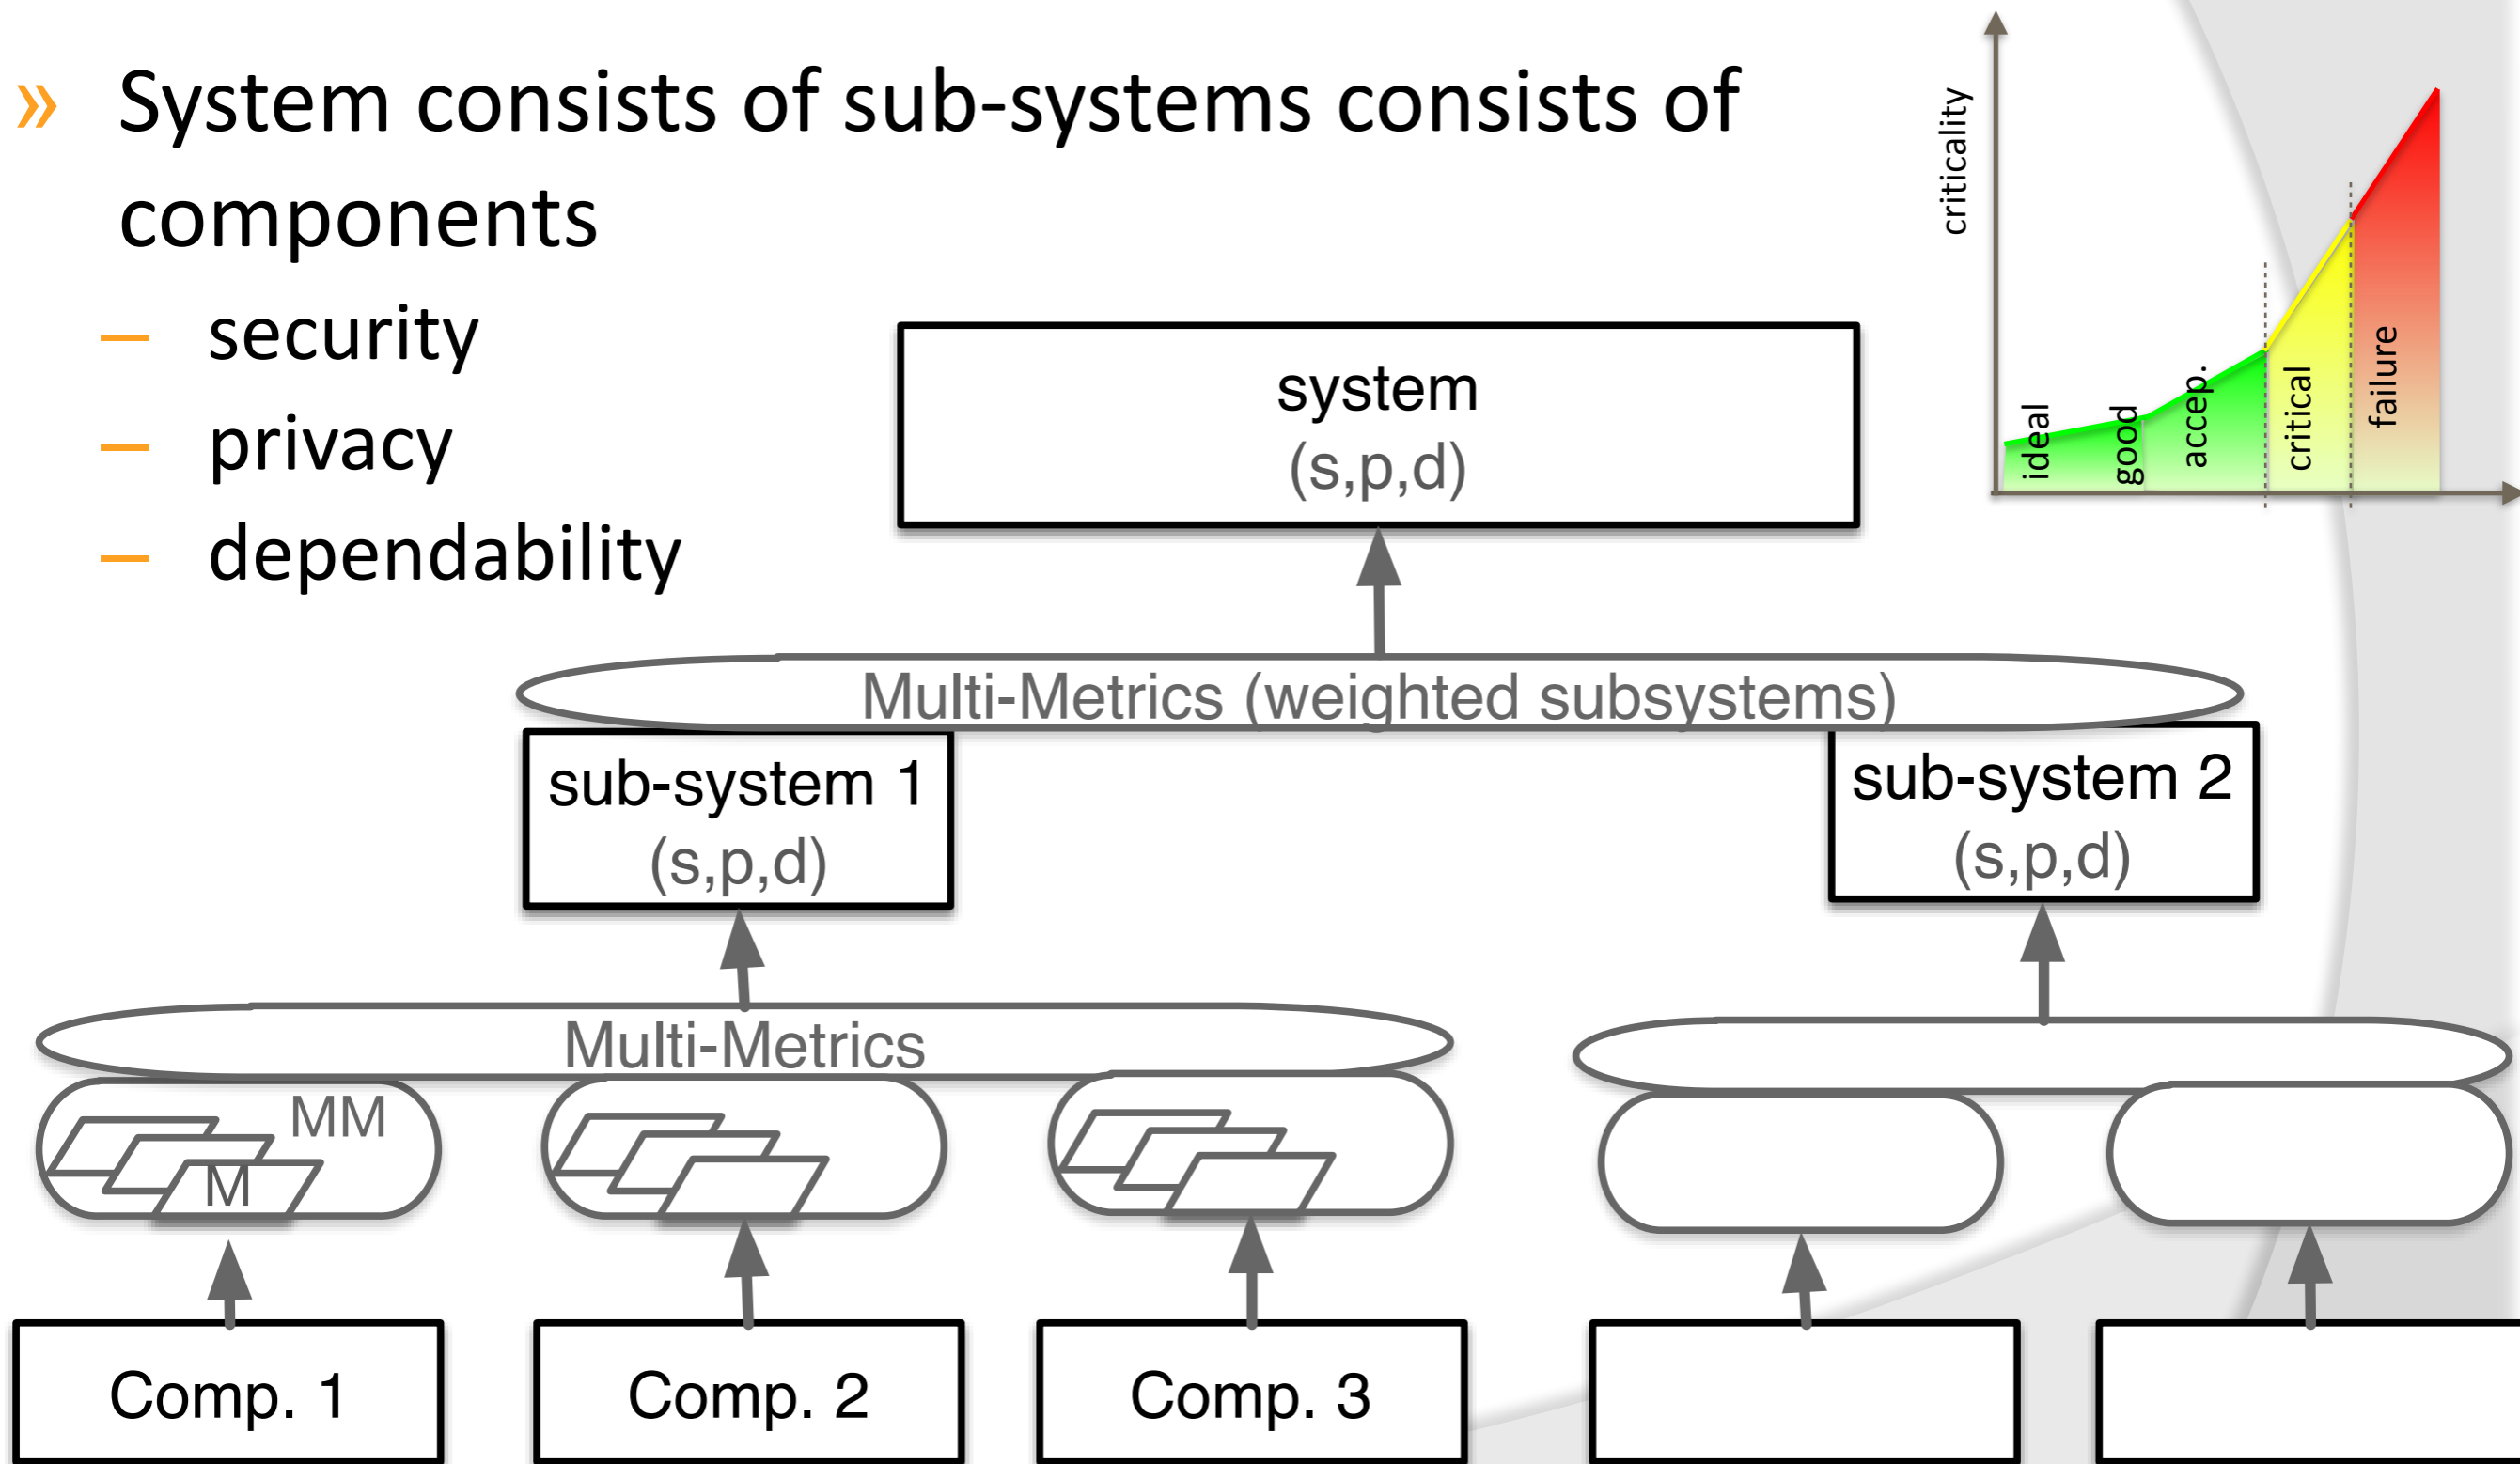 » System consists of sub-systems consists of
components
– security
– privacy
– dependability
criticality
ideal
good
accep.
critical
failure
system
(s,p,d)
Multi-Metrics (weighted subsystems)
sub-system 1
(s,p,d)
sub-system 2
(s,p,d)
Multi-Metrics
MM
M
Comp. 1
Comp. 2
Comp. 3